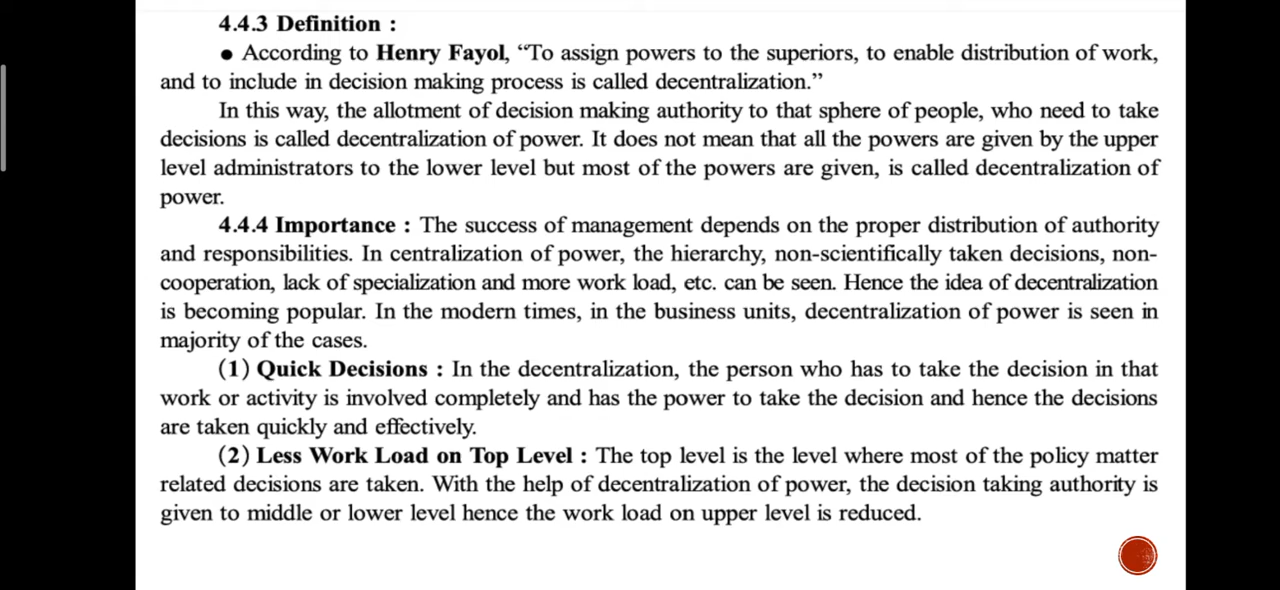 4.4.3 Definition :
● According to Henry Fayol, “To assign powers to the superiors, to enable distribution of work,
and to include in decision making process is called decentralization.”
In this way, the allotment of decision making authority to that sphere of people, who need to take
decisions is called decentralization of power. It does not mean that all the powers are given by the upper
level administrators to the lower level but most of the powers are given, is called decentralization of
power.
4.4.4 Importance : The success of management depends on the proper distribution of authority
and responsibilities. In centralization of power, the hierarchy, non-scientifically taken decisions, non-
cooperation, lack of specialization and more work load, etc. can be seen. Hence the idea of decentralization
is becoming popular. In the modern times, in the business units, decentralization of power is seen in
majority of the cases.
(1) Quick Decisions : In the decentralization, the person who has to take the decision in that
work or activity is involved completely and has the power to take the decision and hence the decisions
are taken quickly and effectively.
(2) Less Work Load on Top Level : The top level is the level where most of the policy matter
related decisions are taken. With the help of decentralization of power, the decision taking authority is
given to middle or lower level hence the work load on upper level is reduced.